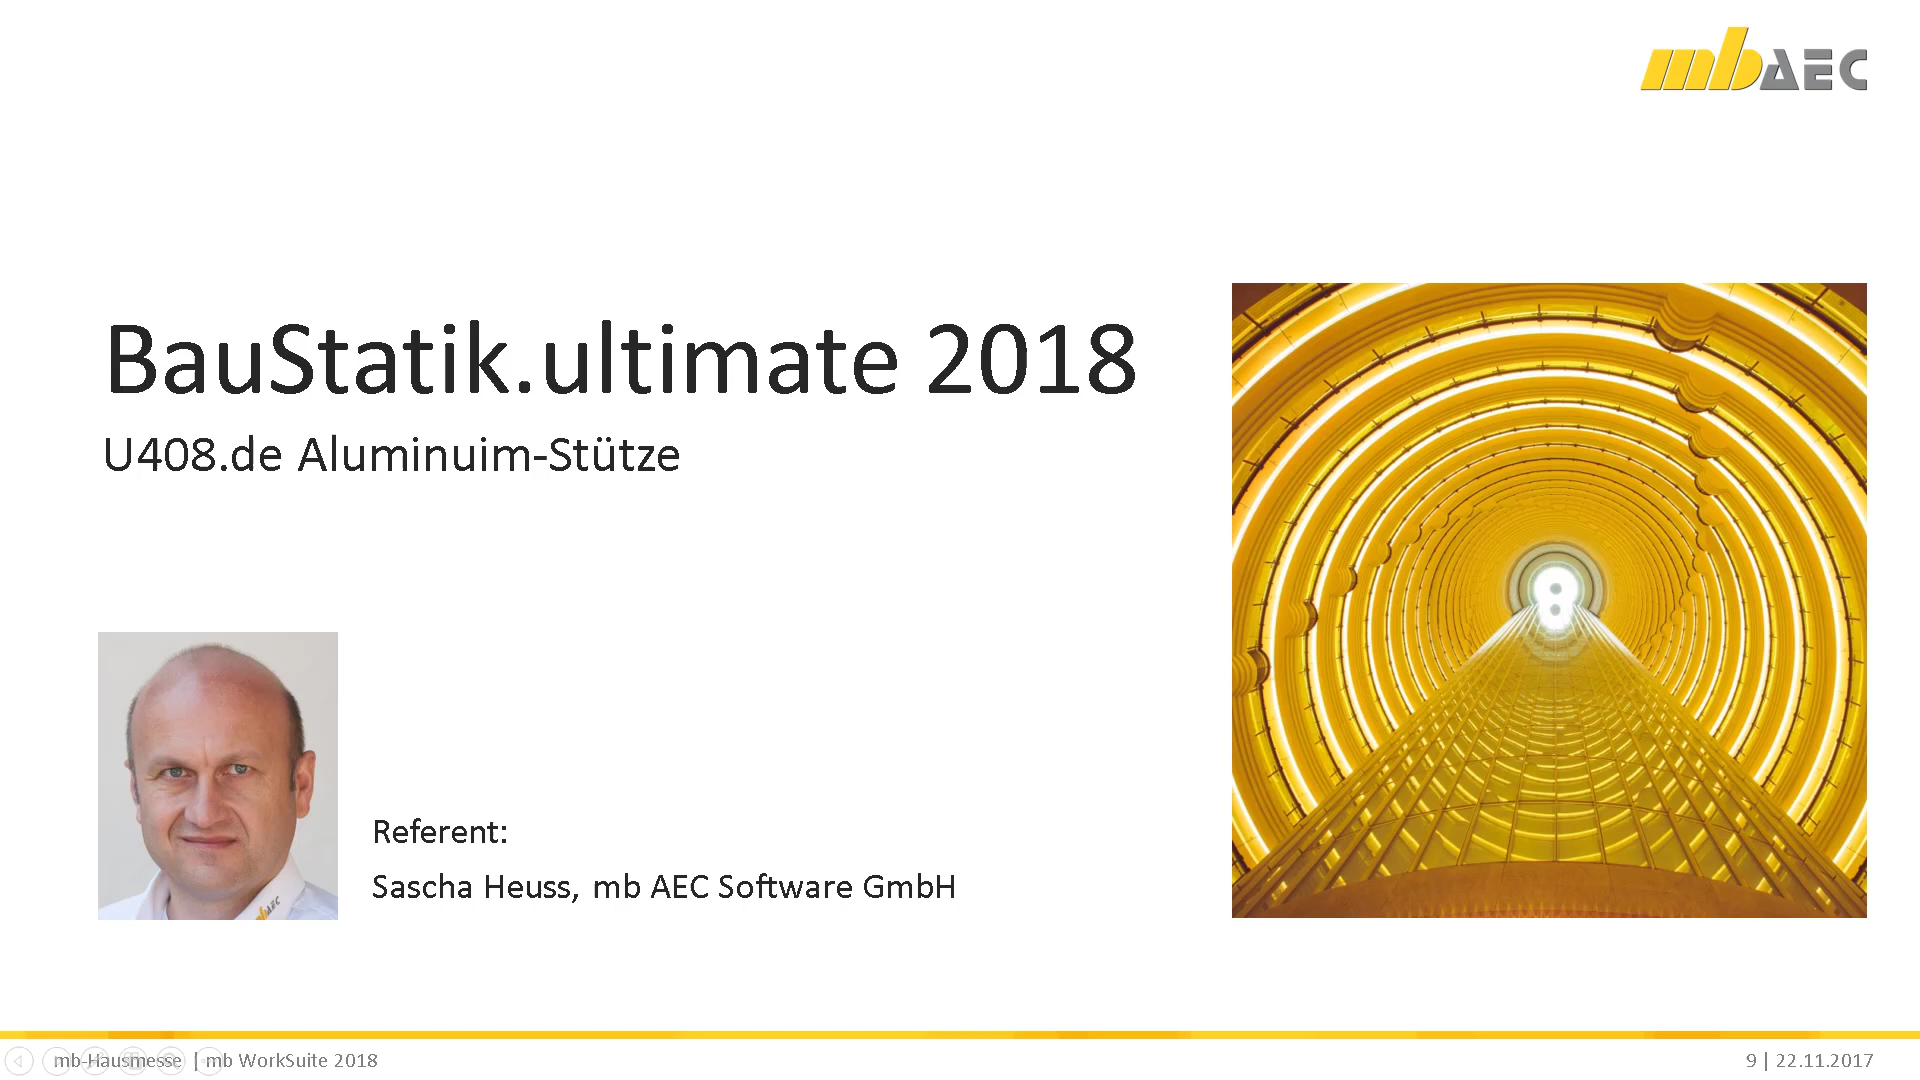 mbAEC
BauStatik.ultimate 2018
U408.de Aluminuim-Stütze
Referent:
Sascha Heuss, mb AEC Software GmbH
mbAEC
mb-Hausmesse | mb WorkSuite 2018
9 | 22.11.2017